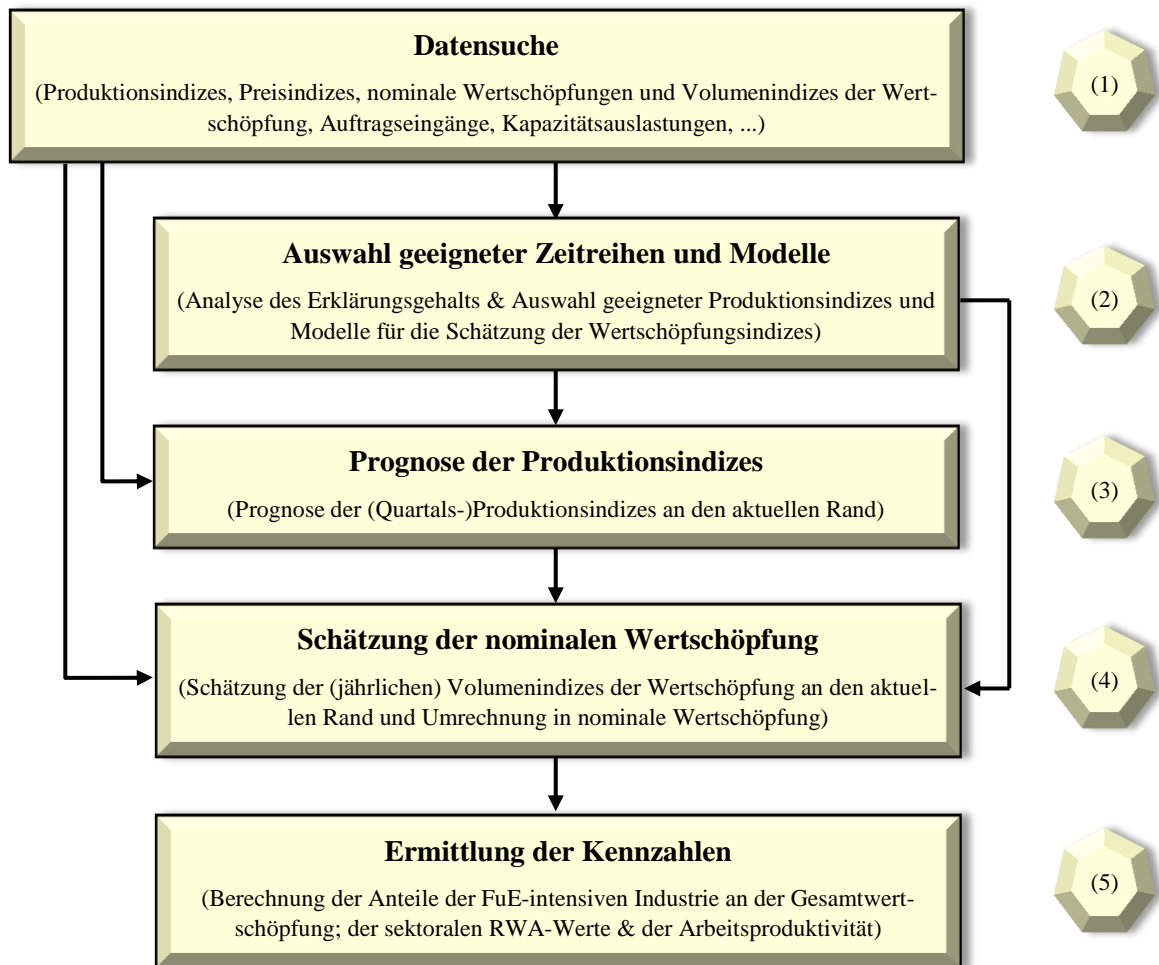 Datensuche
(Produktionsindizes, Preisindizes, nominale Wertschöpfungen und Volumenindizes der Wert-
schöpfung, Auftragseingänge, Kapazitätsauslastungen, ...)
(1)
Auswahl geeigneter Zeitreihen und Modelle
(Analyse des Erklärungsgehalts & Auswahl geeigneter Produktionsindizes und
Modelle für die Schätzung der Wertschöpfungsindizes)
(2)
Prognose der Produktionsindizes
(Prognose der (Quartals-)Produktionsindizes an den aktuellen Rand)
(3)
Schätzung der nominalen Wertschöpfung
(Schätzung der (jährlichen) Volumenindizes der Wertschöpfung an den aktuel-
len Rand und Umrechnung in nominale Wertschöpfung)
(4)
Ermittlung der Kennzahlen
(Berechnung der Anteile der FuE-intensiven Industrie an der Gesamtwert-
schöpfung; der sektoralen RWA-Werte & der Arbeitsproduktivität)
(5)